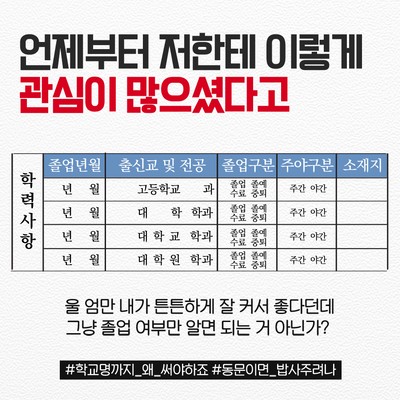 언제부터 저한테 이렇게
관심이 많으셨다고
학력사항
졸업년월 출신교 및 전공 졸업구분 주야구분 소재지
년 월 고등학교 과 졸업 졸예 수료 중퇴 주간 야간
년 월 대 학 학과 졸업 졸예 수료 중퇴 주간 야간
년 월 대학교 학과 졸업 졸예 수료 중퇴 주간 야간
년 월 대학원 학과 졸업 졸예 수료 중퇴 주간 야간
울 엄만 내가 튼튼하게 잘 커서 좋다던데
그냥 졸업 여부만 알면 되는 거 아닌가?
#학교명까지_왜_써야하죠 #동문이면_밥사주려나